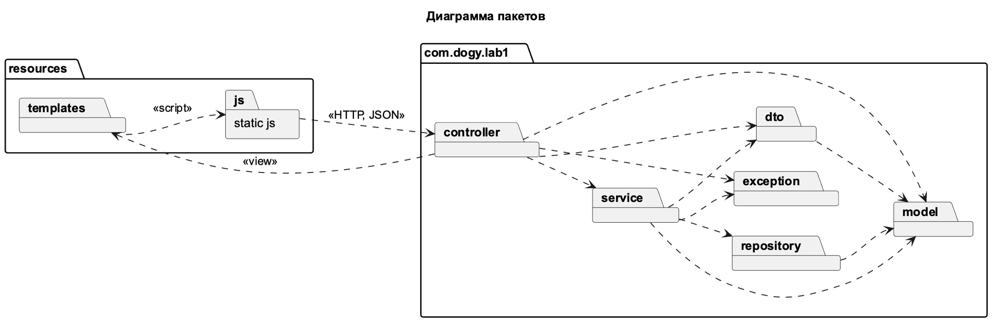 Диаграмма пакетов
resources
templates
«script»
js
static js
«HTTP, JSON»
«view»
com.dogy.lab1
controller
service
dto
exception
repository
model